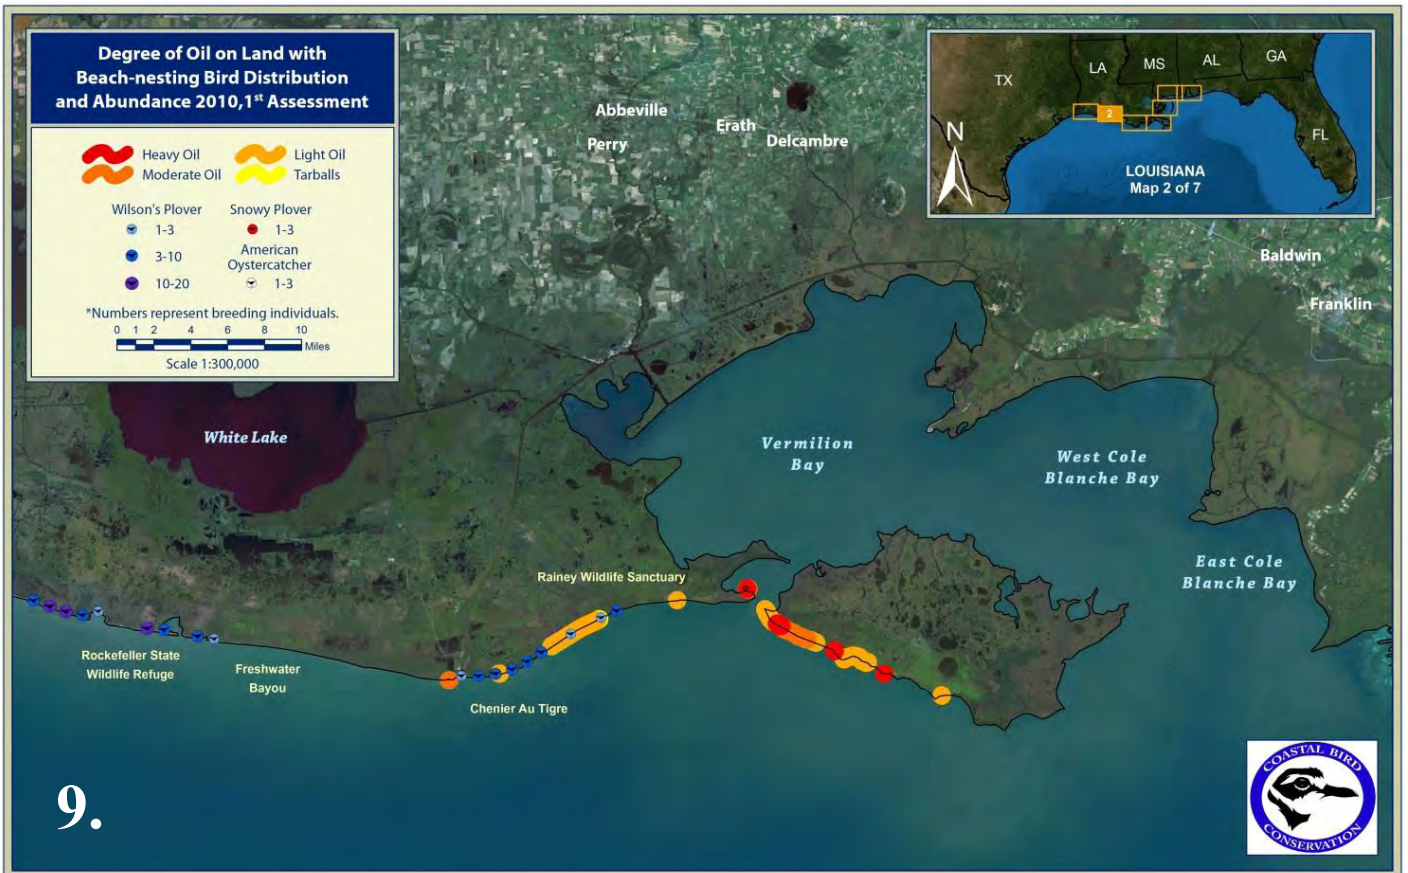 Degree of Oil on Land with
Beach-nesting Bird Distribution
and Abundance 2010,1st Assessment
Heavy Oil
Light Oil
Moderate Oil
Tarballs
Wilson's Plover
Snowy Plover
1-3
1-3
3-10
American
Oystercatcher
10-20
1-3
*Numbers represent breeding individuals.
0 1 2 4 6 8 10
Miles
Scale 1:300,000
TX
LA
MS
AL
GA
FL
N
2
LOUISIANA
Map 2 of 7
Abbeville
Perry
Erath
Delcambre
Baldwin
Franklin
White Lake
Vermilion
Bay
West Cole
Blanche Bay
East Cole
Blanche Bay
Rainey Wildlife Sanctuary
Rockefeller State
Wildlife Refuge
Freshwater
Bayou
Chenier Au Tigre
9.
COASTAL BIRD
CONSERVATION